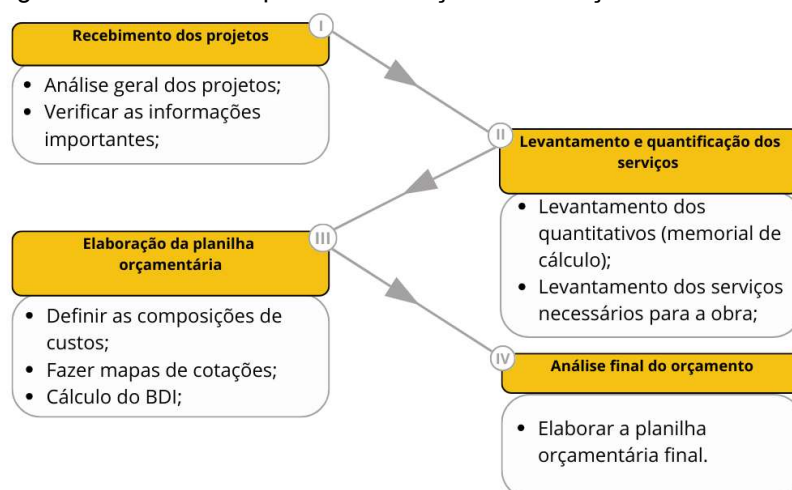 I
Recebimento dos projetos
• Análise geral dos projetos;
• Verificar as informações
importantes;
II
Levantamento e quantificação dos
serviços
• Levantamento dos
quantitativos (memorial de
cálculo);
• Levantamento dos serviços
necessários para a obra;
III
Elaboração da planilha
orçamentária
• Definir as composições de
custos;
• Fazer mapas de cotações;
• Cálculo do BDI;
IV
Análise final do orçamento
• Elaborar a planilha
orçamentária final.